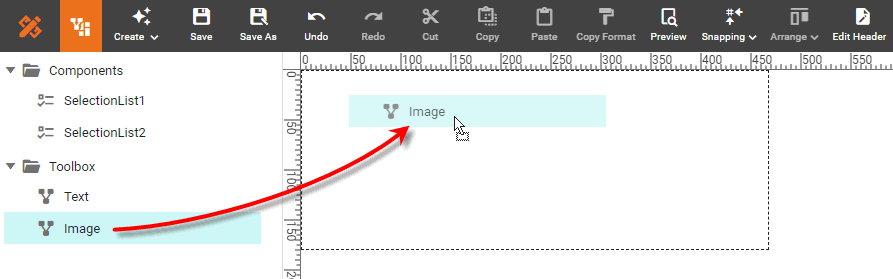 Create Save Save As Undo Redo Cut Copy Paste Copy Format Preview Snapping Arrange Edit Header
0 50 100 150 200 250 300 350 400 450 500 550
Components
SelectionList1
SelectionList2
Toolbox
Text
Image
Image
0
50
100
150